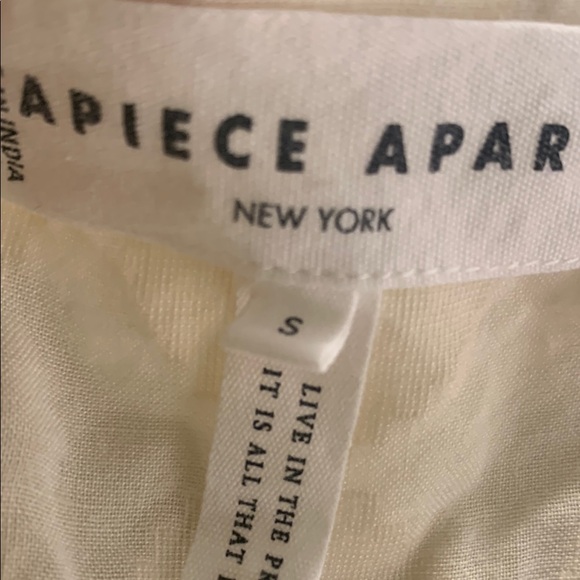 APIECE APAR
NEW YORK
INDIA
S
LIVE IN THE
IT IS ALL THAT